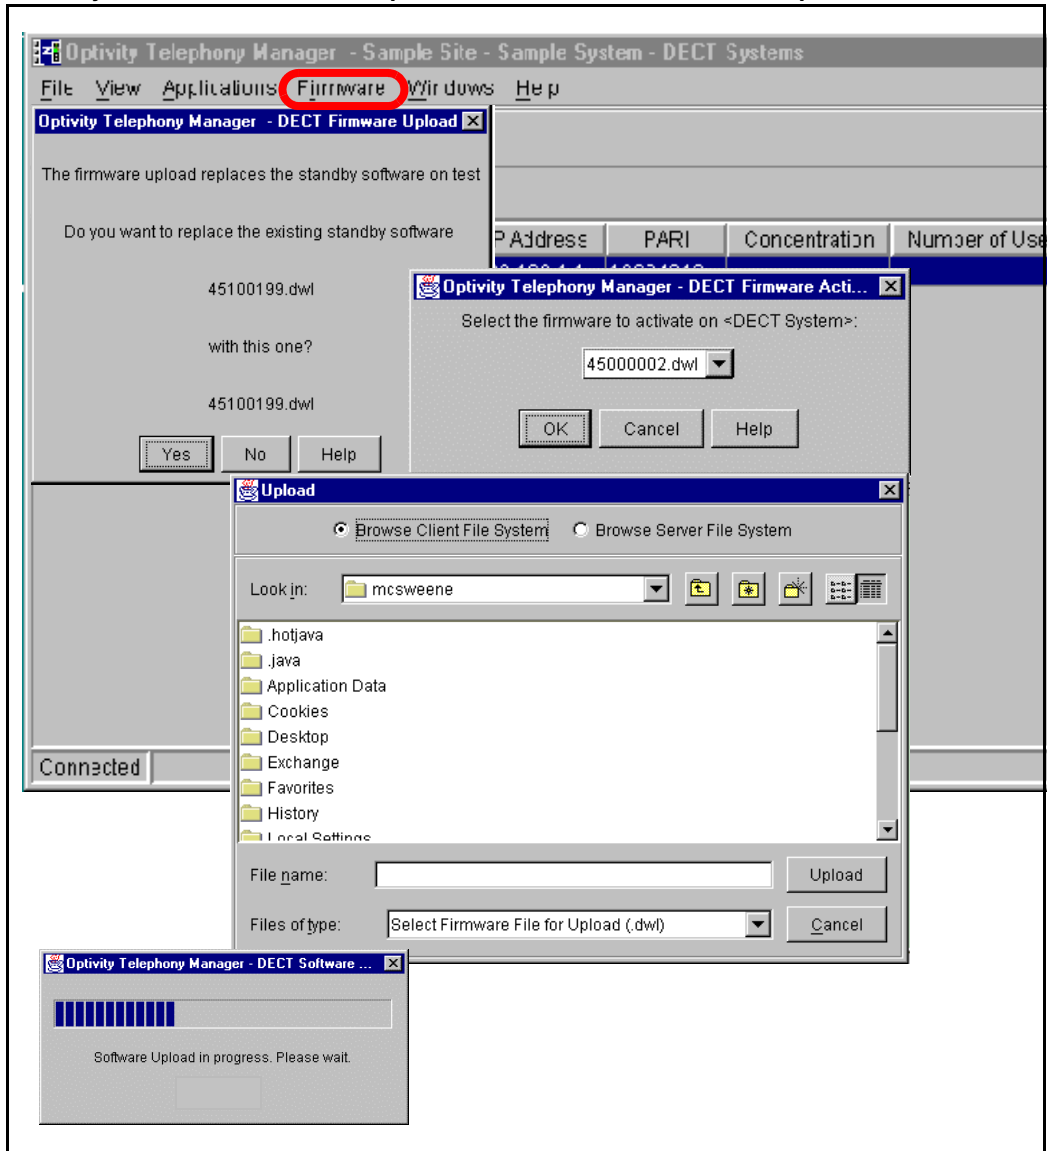 Optivity Telephony Manager - Sample Site - Sample System - DECT Systems
File View Applications Firmware Windows Help
Optivity Telephony Manager - DECT Firmware Upload
The firmware upload replaces the standby software on test
Do you want to replace the existing standby software
45100199.dwl
with this one?
45100199.dwl
Yes No Help
P Address PARI Concentration Number of Use
Optivity Telephony Manager - DECT Firmware Acti...
Select the firmware to activate on <DECT System>:
45000002.dwl
OK Cancel Help
Upload
Browse Client File System Browse Server File System
Look in: mcsweene
.hotjava
.java
Application Data
Cookies
Desktop
Exchange
Favorites
History
Local Settings
File name: Upload
Files of type: Select Firmware File for Upload (.dwl) Cancel
Connected
Optivity Telephony Manager - DECT Software ...
Software Upload in progress. Please wait.